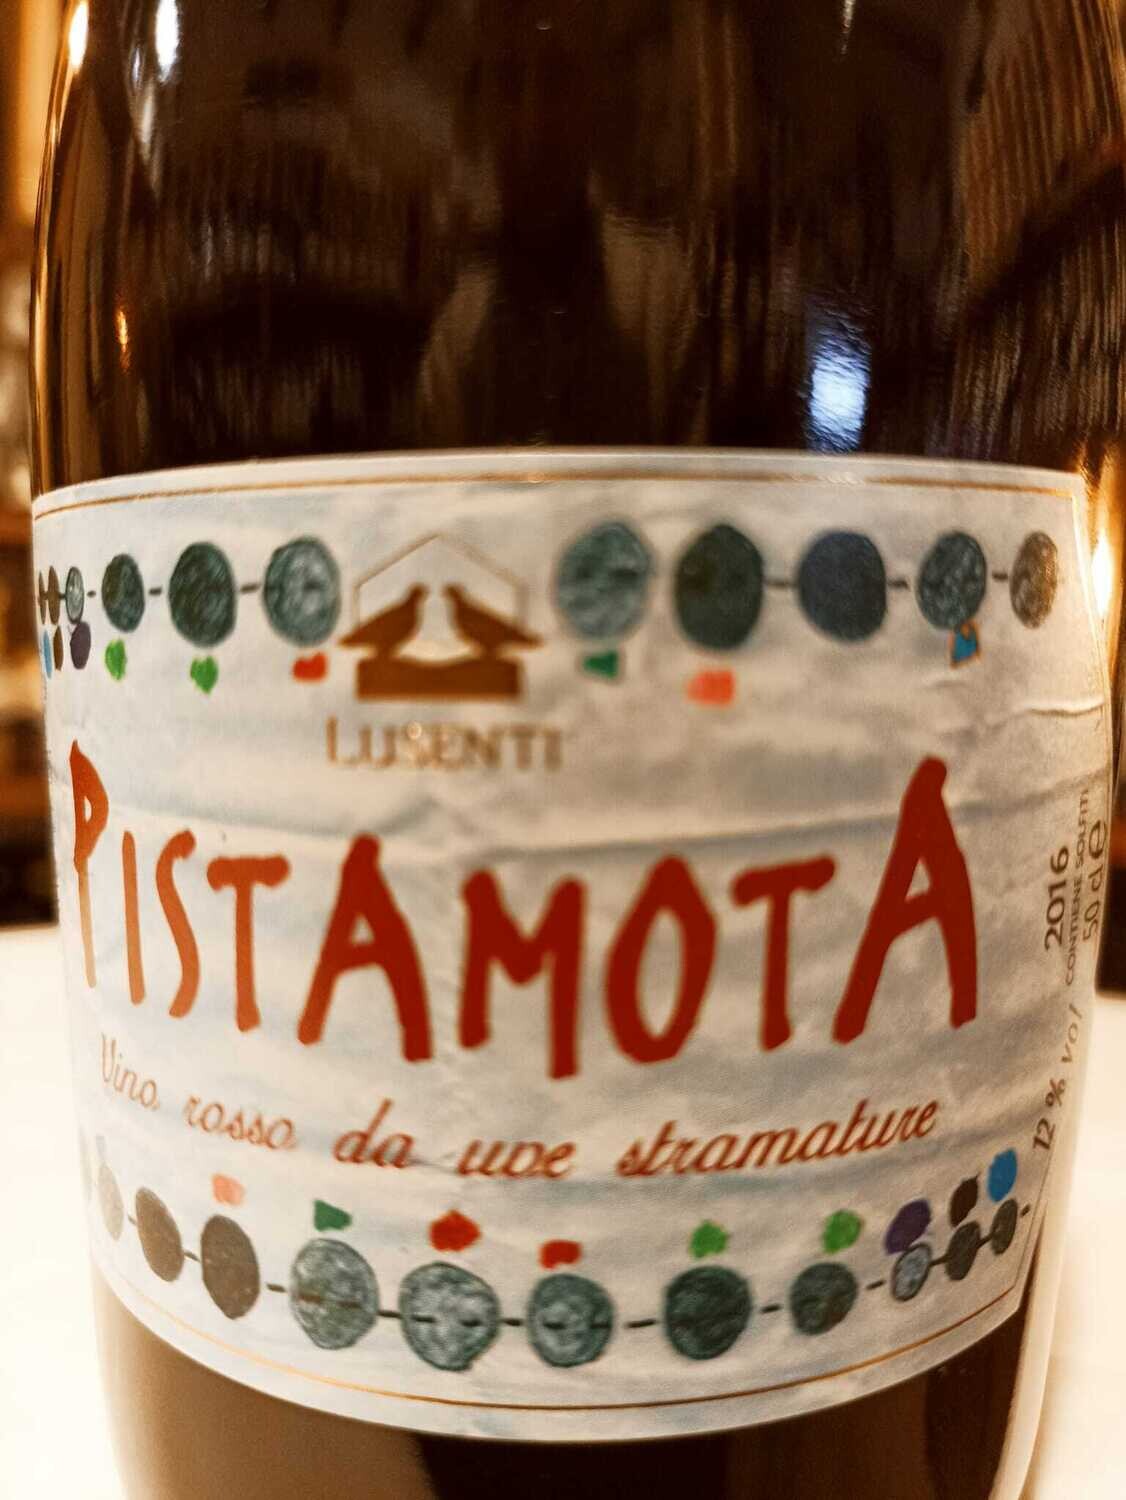 LUSENTI
PISTAMOTA
Vino rosso da uve stramature
12 % vol
2016
CONTIENE SOLFITI
50 cl e